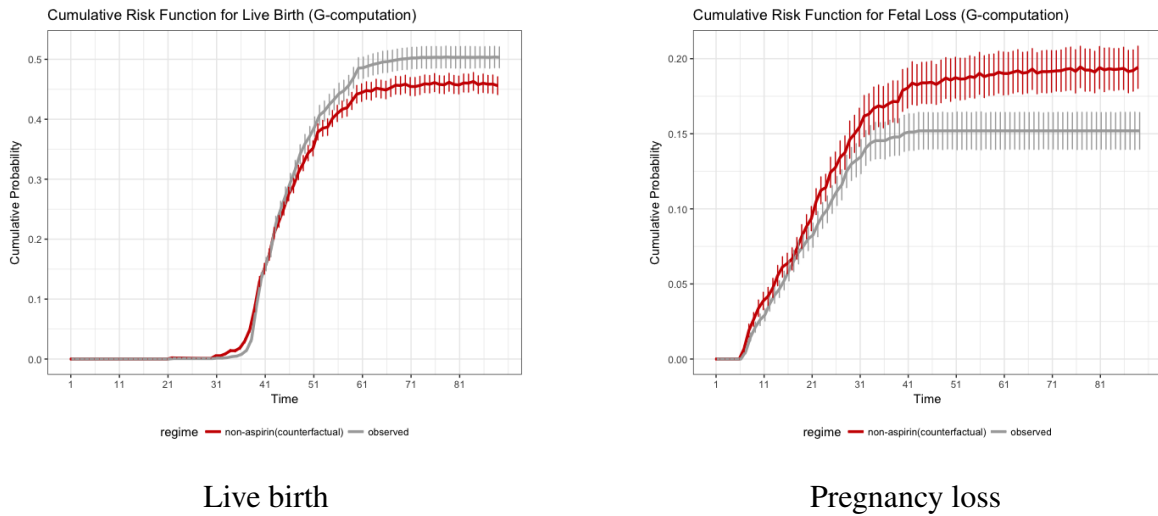 Cumulative Risk Function for Live Birth (G-computation)
Cumulative Probability
0.5
0.4
0.3
0.2
0.1
0.0
1 11 21 31 41 51 61 71 81
Time
regime non-aspirin(counterfactual) observed
Live birth
Cumulative Risk Function for Fetal Loss (G-computation)
Cumulative Probability
0.20
0.15
0.10
0.05
0.00
1 11 21 31 41 51 61 71 81
Time
regime non-aspirin(counterfactual) observed
Pregnancy loss